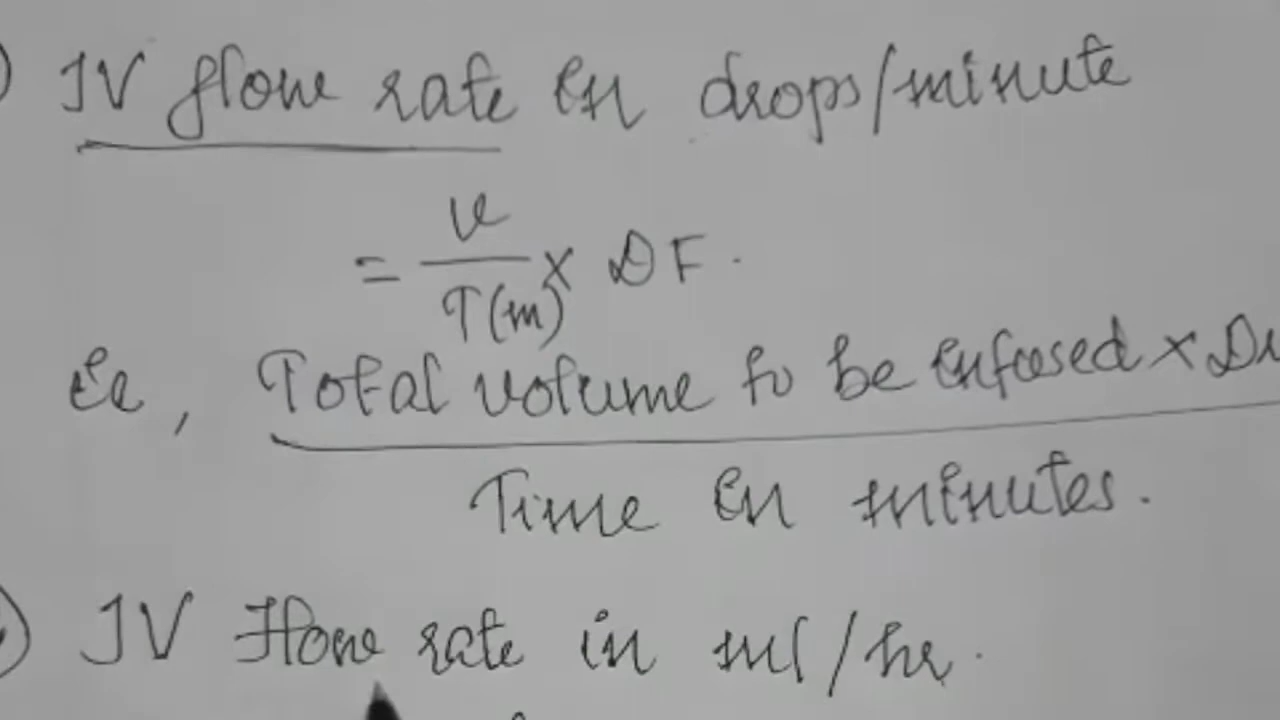 ) IV flow rate in drops/minute
= V / T(m) × DF.
ie, Total volume to be infused ×
Time in minutes.
) IV Flow rate in ml/hr.